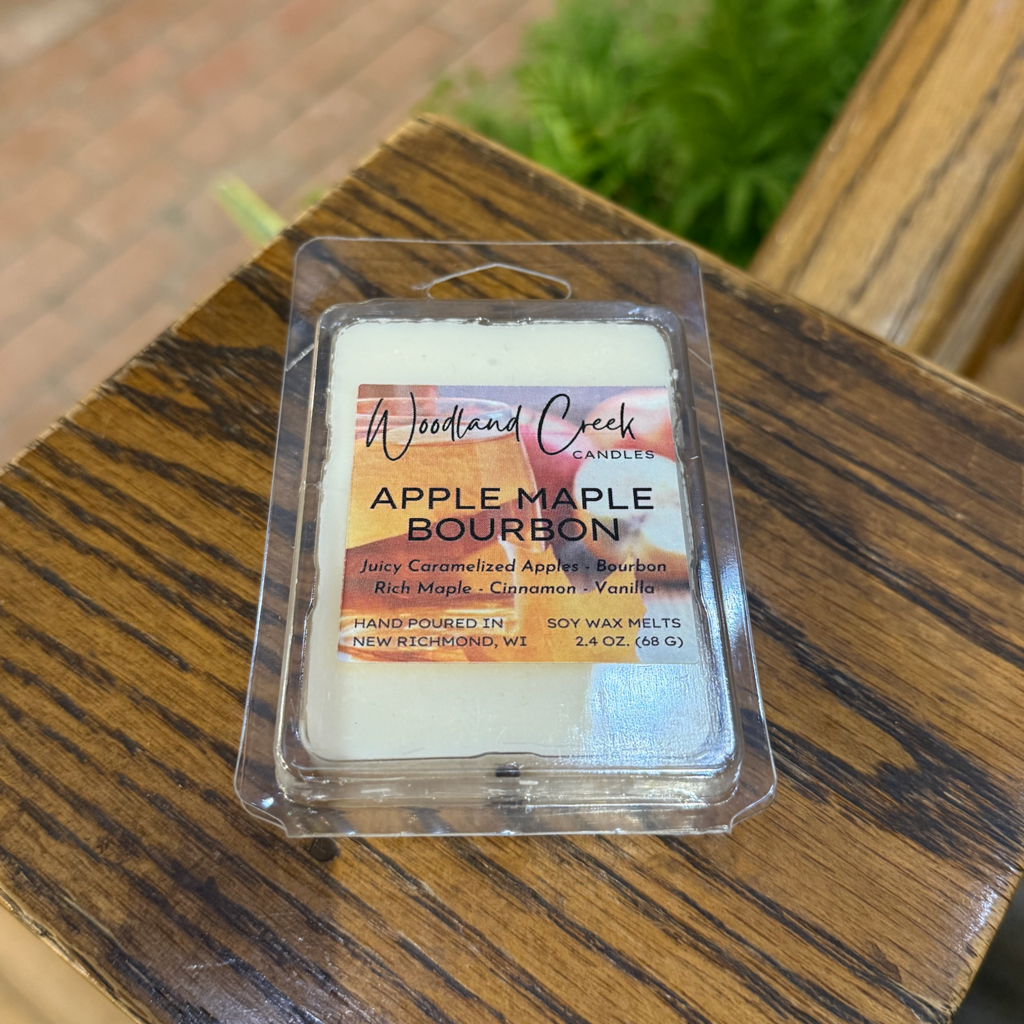 Woodland Creek
CANDLES
APPLE MAPLE
BOURBON
Juicy Caramelized Apples - Bourbon
Rich Maple - Cinnamon - Vanilla
HAND POURED IN
NEW RICHMOND, WI
SOY WAX MELTS
2.4 OZ. (68 G)